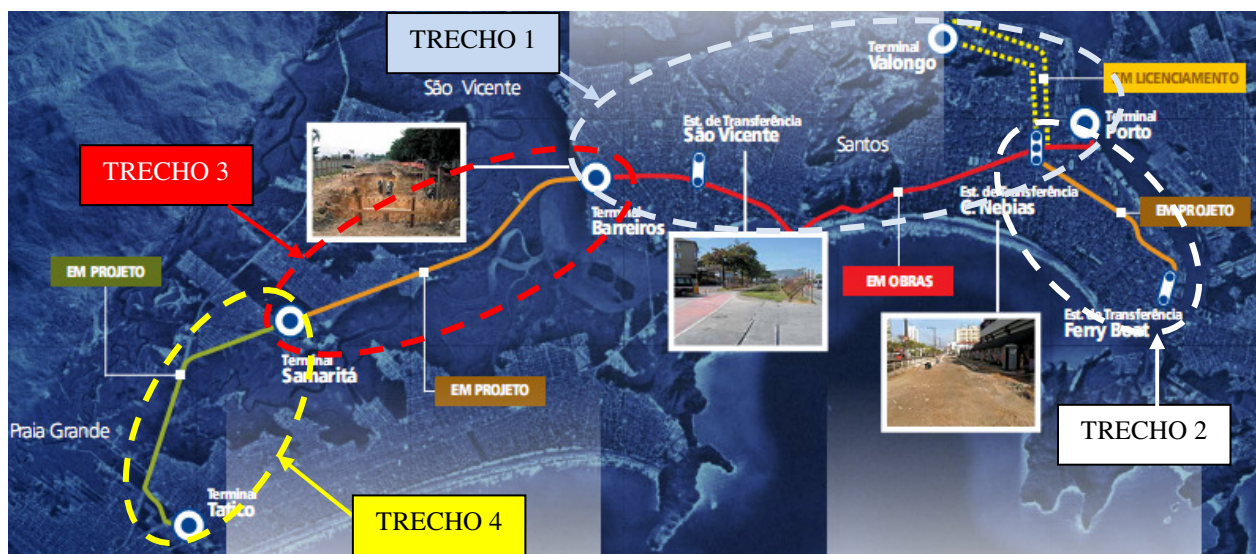 TRECHO 1
Terminal
Valongo
São Vicente
EM LICENCIAMENTO
Est. de Transferência
São Vicente
Terminal
Porto
Santos
TRECHO 3
Est. de Transferência
C. Nébias
Terminal
Barreiros
EM PROJETO
EM PROJETO
EM OBRAS
Est. de Transferência
Ferry Boat
Terminal
Samaritá
EM PROJETO
Praia Grande
TRECHO 2
Terminal
Tatico
TRECHO 4